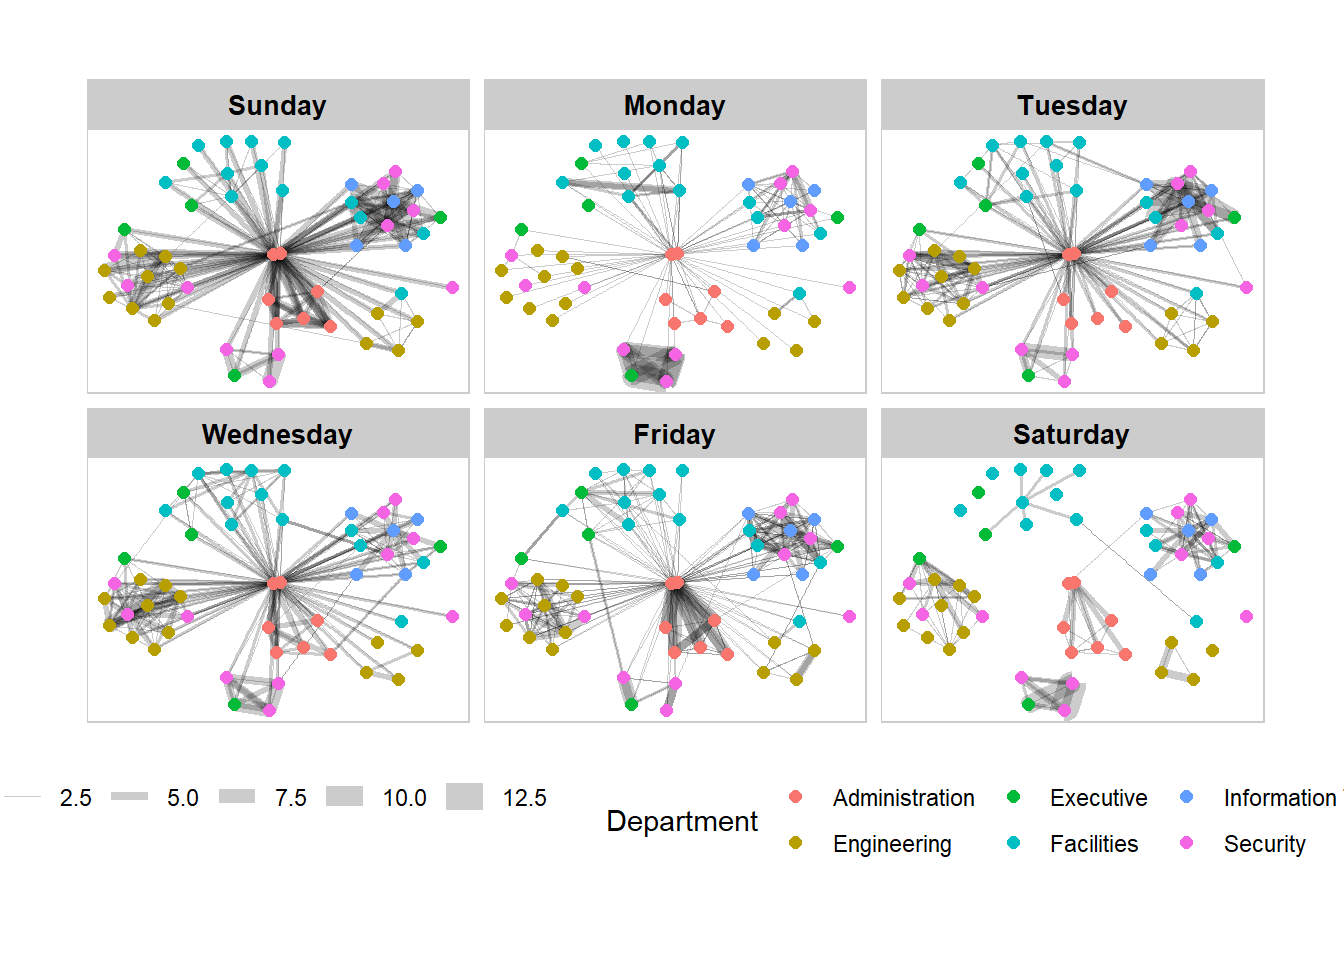 Sunday
Monday
Tuesday
Wednesday
Friday
Saturday
2.5
5.0
7.5
10.0
12.5
Department
Administration
Executive
Information
Engineering
Facilities
Security